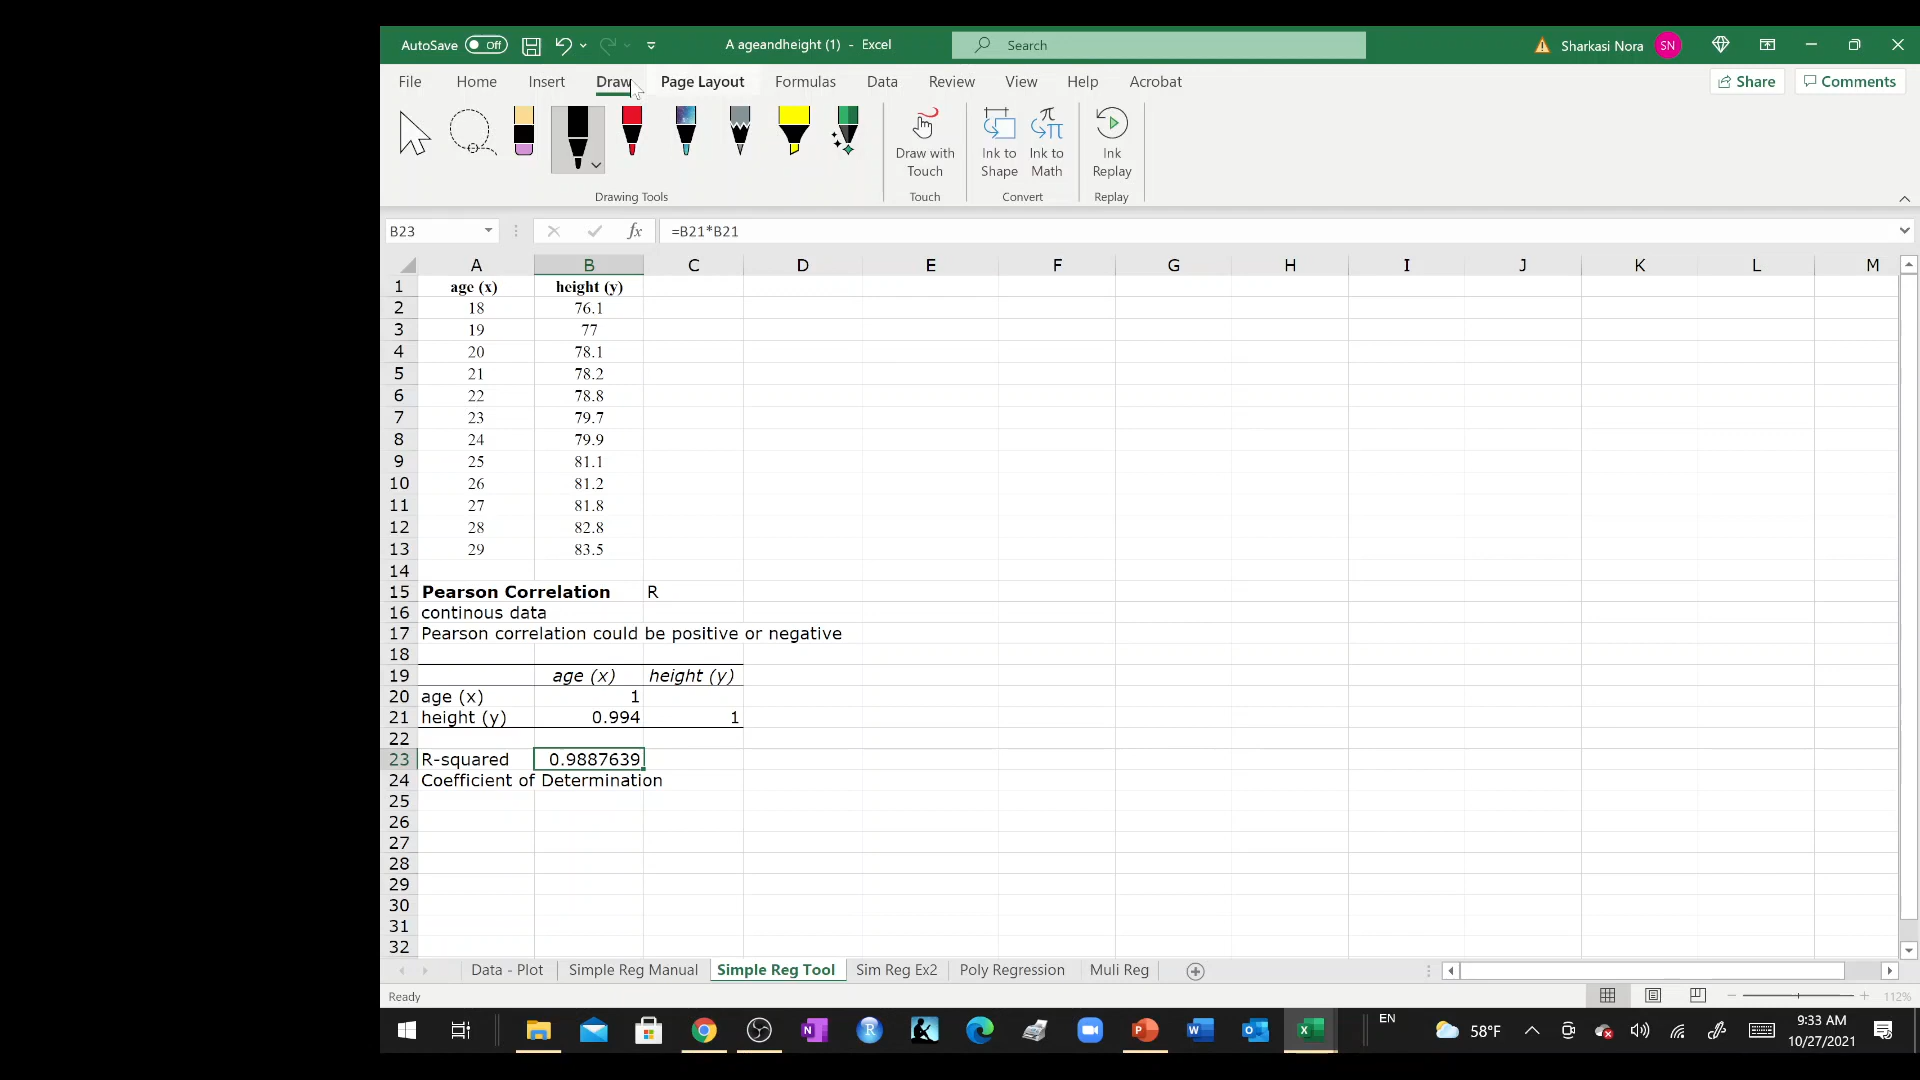 AutoSave Off A ageandheight (1) - Excel Search Sharkasi Nora SN
File Home Insert Draw Page Layout Formulas Data Review View Help Acrobat Share Comments
Draw with Touch Ink to Shape Ink to Math Ink Replay
Drawing Tools Touch Convert Replay
B23 fx =B21*B21
A B C D E F G H I J K L M
1 age (x) height (y)
2 18 76.1
3 19 77
4 20 78.1
5 21 78.2
6 22 78.8
7 23 79.7
8 24 79.9
9 25 81.1
10 26 81.2
11 27 81.8
12 28 82.8
13 29 83.5
14
15 Pearson Correlation R
16 continous data
17 Pearson correlation could be positive or negative
18
19 age (x) height (y)
20 age (x) 1
21 height (y) 0.994 1
22
23 R-squared 0.9887639
24 Coefficient of Determination
25
26
27
28
29
30
31
32
Data - Plot Simple Reg Manual Simple Reg Tool Sim Reg Ex2 Poly Regression Muli Reg
Ready 112%
EN 58°F 9:33 AM
10/27/2021